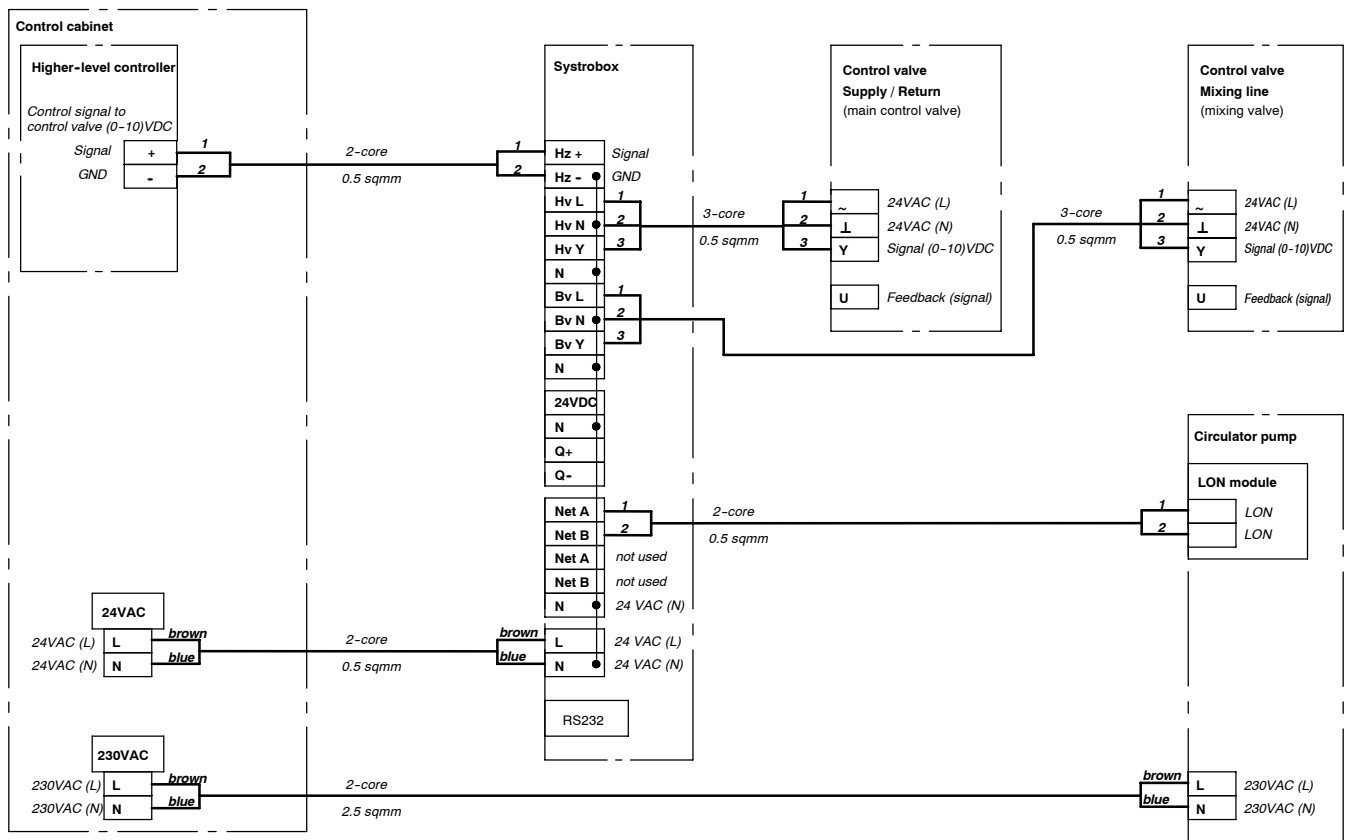 Control cabinet
Higher-level controller
Control signal to
control valve (0-10)VDC
Signal + 1
GND - 2
2-core
0.5 sqmm
Systrobox
1 Hz + Signal
2 Hz - GND
Hv L 1
Hv N 2
Hv Y 3
N
Bv L 1
Bv N 2
Bv Y 3
N
24VDC
N
Q+
Q-
Net A 1
Net B 2
Net A not used
Net B not used
N 24 VAC (N)
brown L 24 VAC (L)
blue N 24 VAC (N)
RS232
3-core
0.5 sqmm
Control valve
Supply / Return
(main control valve)
1 ~ 24VAC (L)
2 ⊥ 24VAC (N)
3 Y Signal (0-10)VDC
U Feedback (signal)
3-core
0.5 sqmm
Control valve
Mixing line
(mixing valve)
1 ~ 24VAC (L)
2 ⊥ 24VAC (N)
3 Y Signal (0-10)VDC
U Feedback (signal)
2-core
0.5 sqmm
Circulator pump
LON module
1 LON
2 LON
24VAC
24VAC (L) L brown
24VAC (N) N blue
2-core
0.5 sqmm
230VAC
230VAC (L) L brown
230VAC (N) N blue
2-core
2.5 sqmm
brown L 230VAC (L)
blue N 230VAC (N)